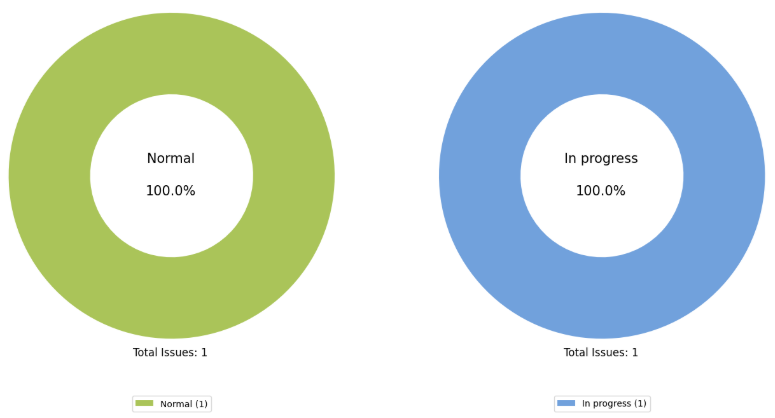 Normal
100.0%
Total Issues: 1
Normal (1)
In progress
100.0%
Total Issues: 1
In progress (1)